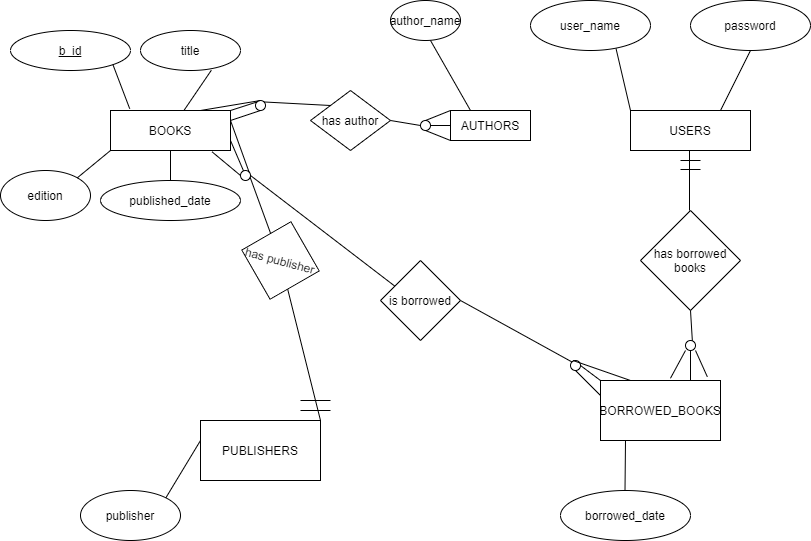 author_name
user_name
password
b_id
title
has author
AUTHORS
BOOKS
USERS
edition
published_date
has publisher
has borrowed
books
is borrowed
BORROWED_BOOKS
PUBLISHERS
publisher
borrowed_date